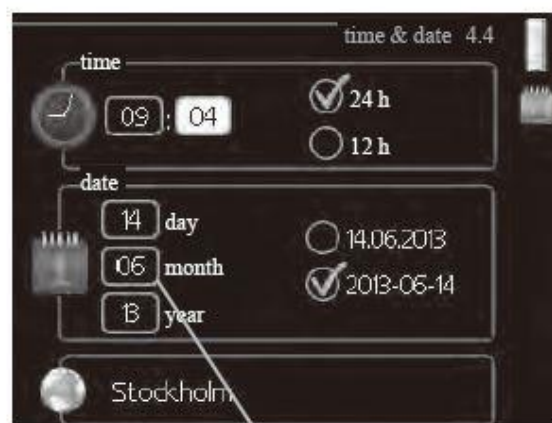 time & date 4.4
time
09 : 04
24 h
12 h
date
14 day
06 month
13 year
14.06.2013
2013-06-14
Stockholm